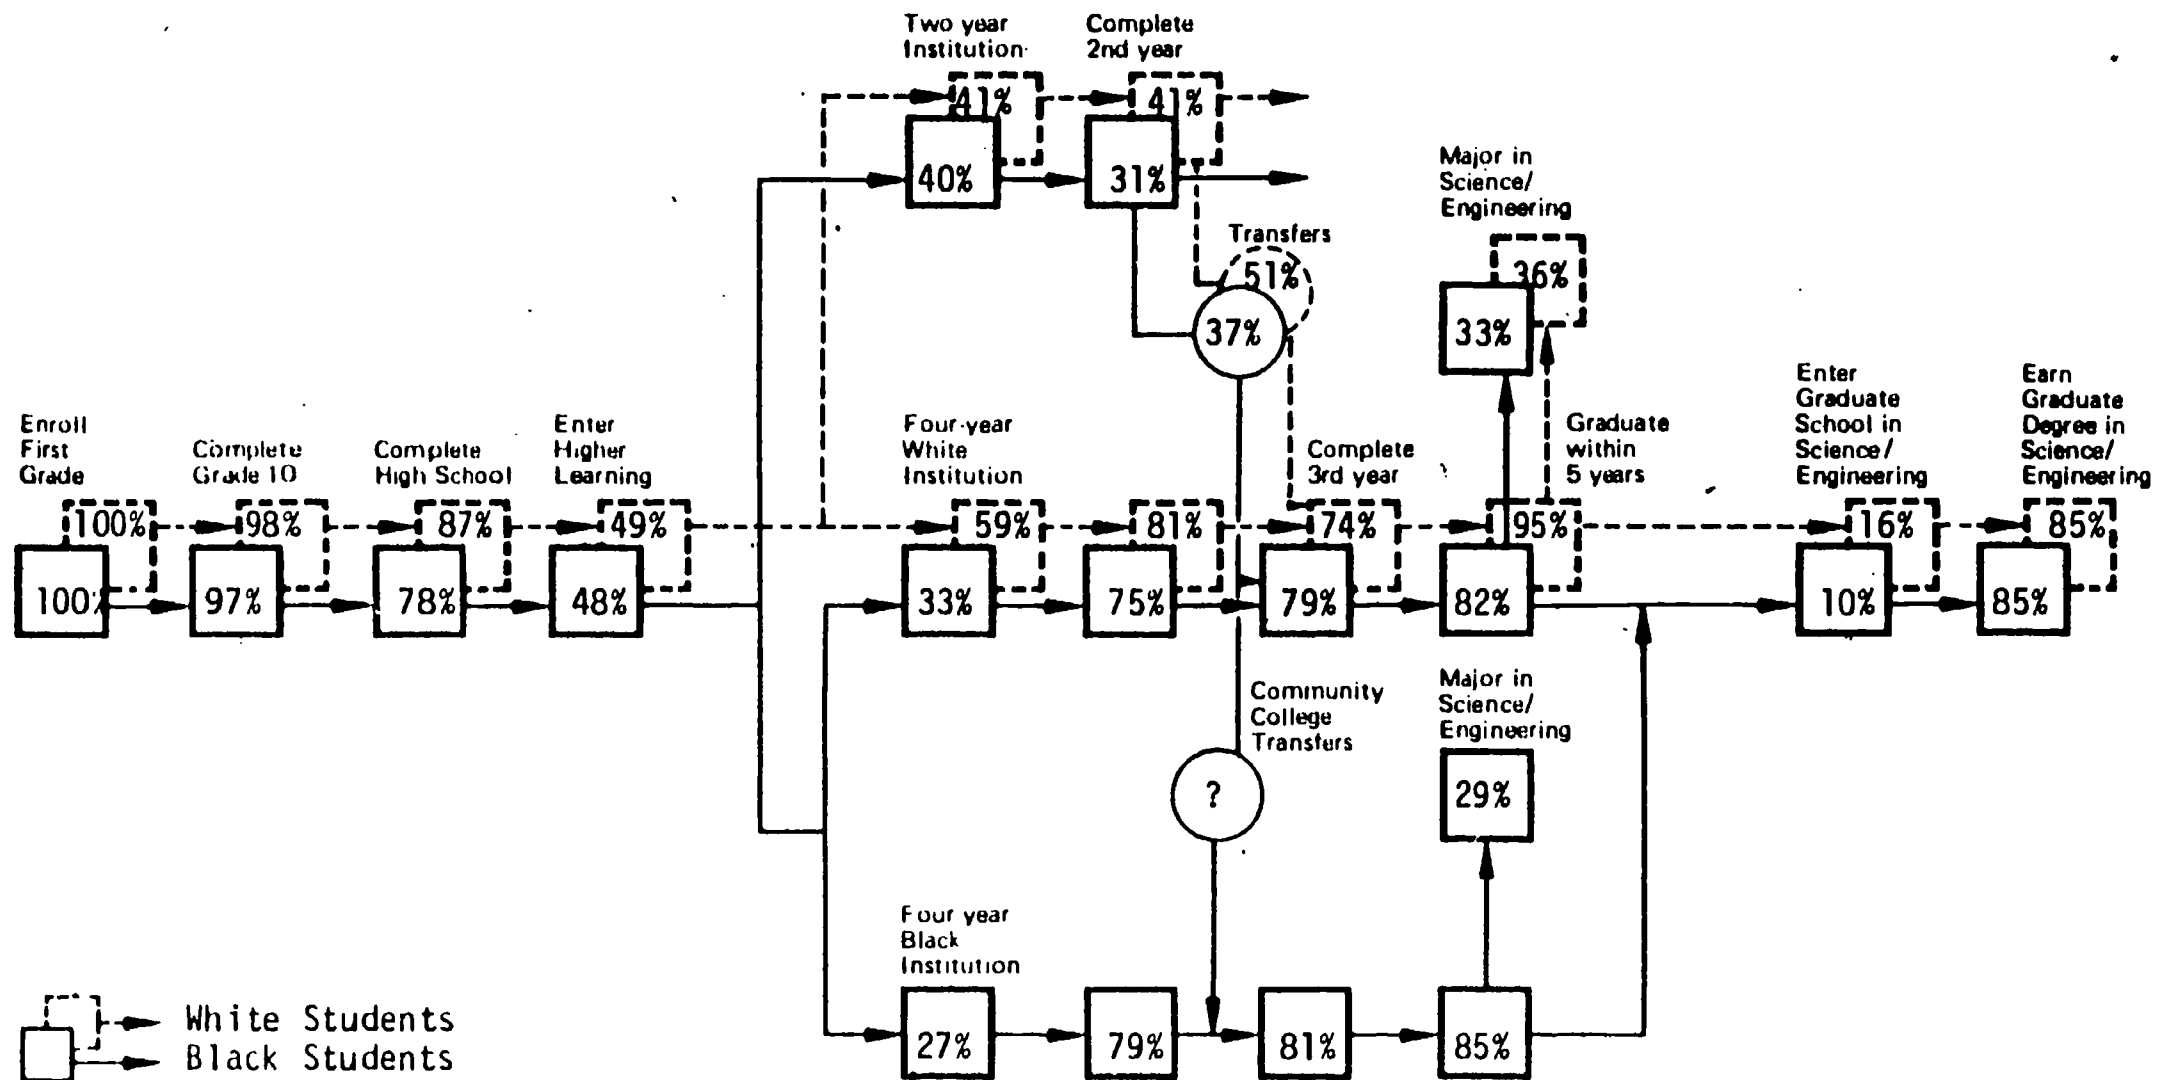 Two year
Institution
Complete
2nd year
41%
41%
40%
31%
Major in
Science/
Engineering
Transfers
51%
37%
36%
33%
Enroll
First
Grade
Complete
Grade 10
Complete
High School
Enter
Higher
Learning
Four-year
White
Institution
Complete
3rd year
Graduate
within
5 years
Enter
Graduate
School in
Science/
Engineering
Earn
Graduate
Degree in
Science/
Engineering
100%
98%
87%
49%
59%
81%
74%
95%
16%
85%
100%
97%
78%
48%
33%
75%
79%
82%
10%
85%
Community
College
Transfers
?
Major in
Science/
Engineering
29%
Four year
Black
Institution
27%
79%
81%
85%
White Students
Black Students